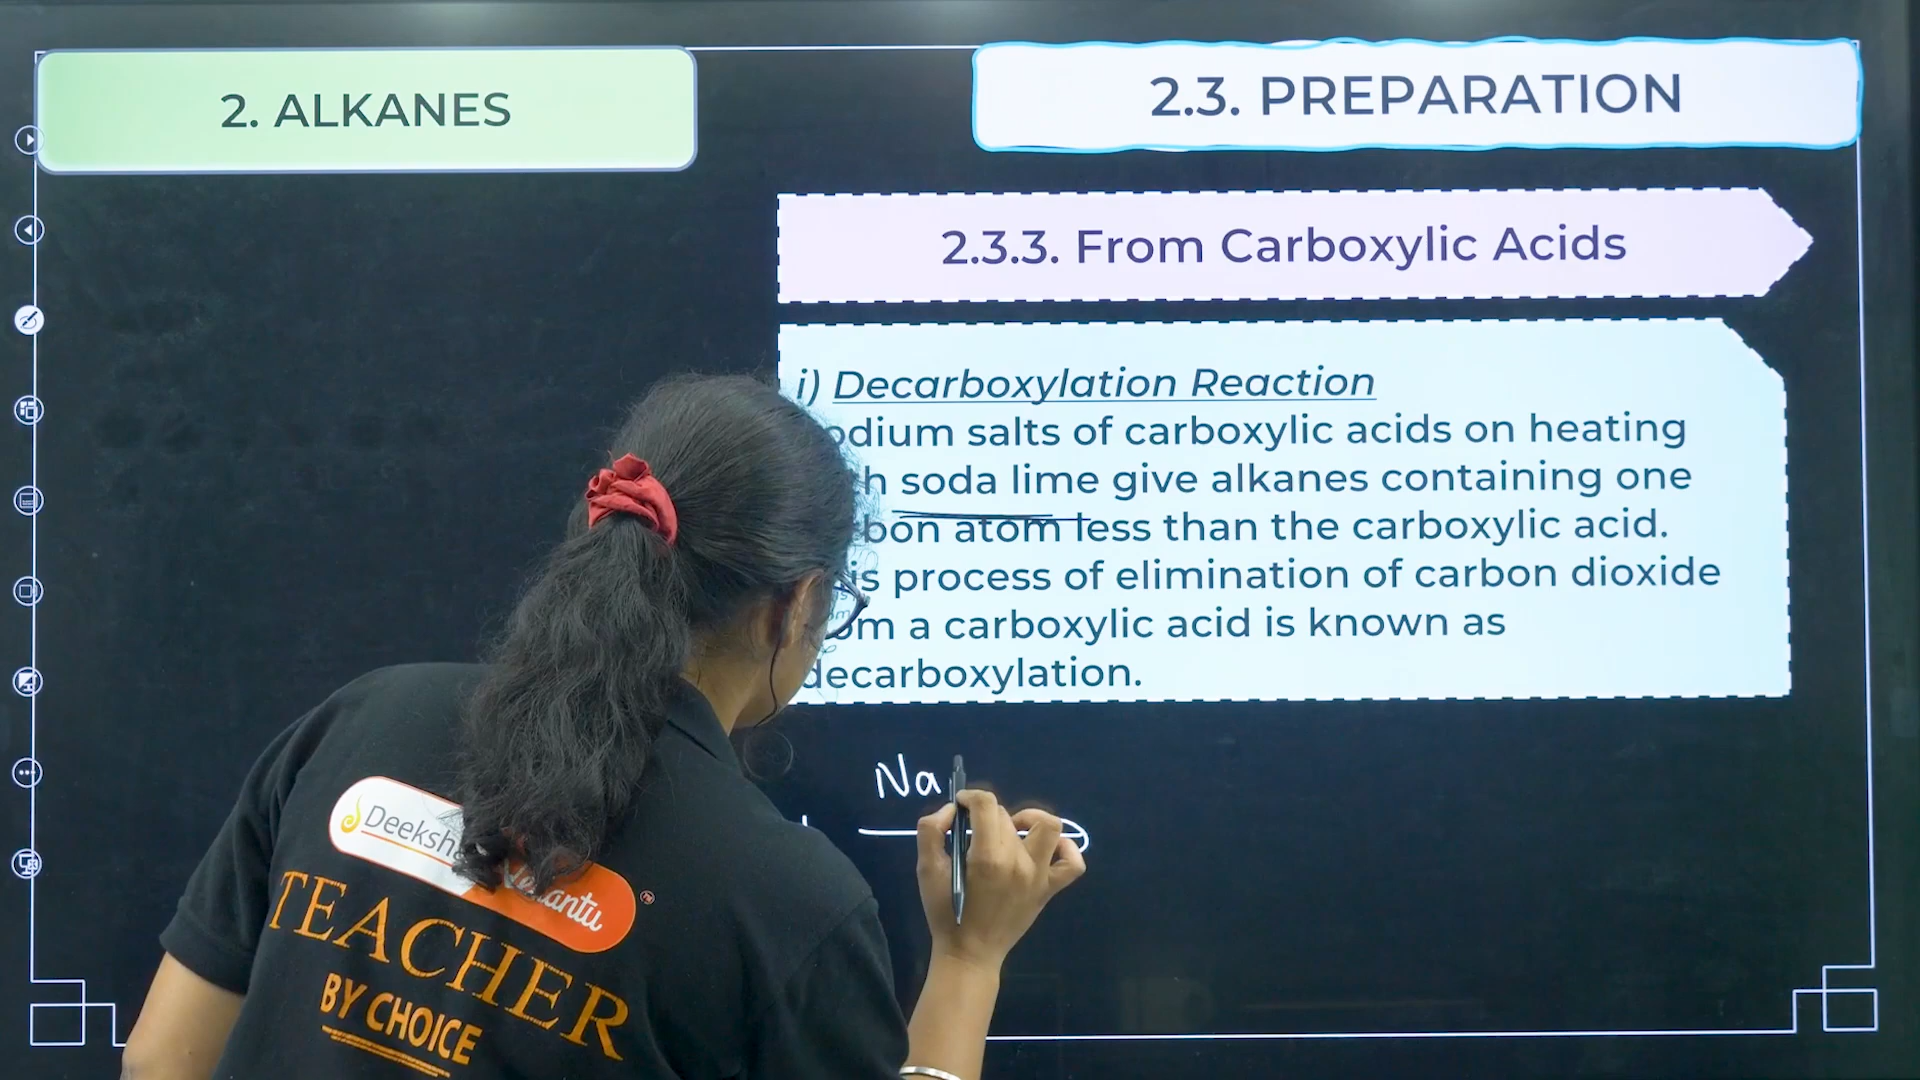 2. ALKANES
2.3. PREPARATION
2.3.3. From Carboxylic Acids
i) Decarboxylation Reaction
odium salts of carboxylic acids on heating
h soda lime give alkanes containing one
bon atom less than the carboxylic acid.
is process of elimination of carbon dioxide
om a carboxylic acid is known as
decarboxylation.
Na
Deeksha
Vedantu
TEACHER
BY CHOICE